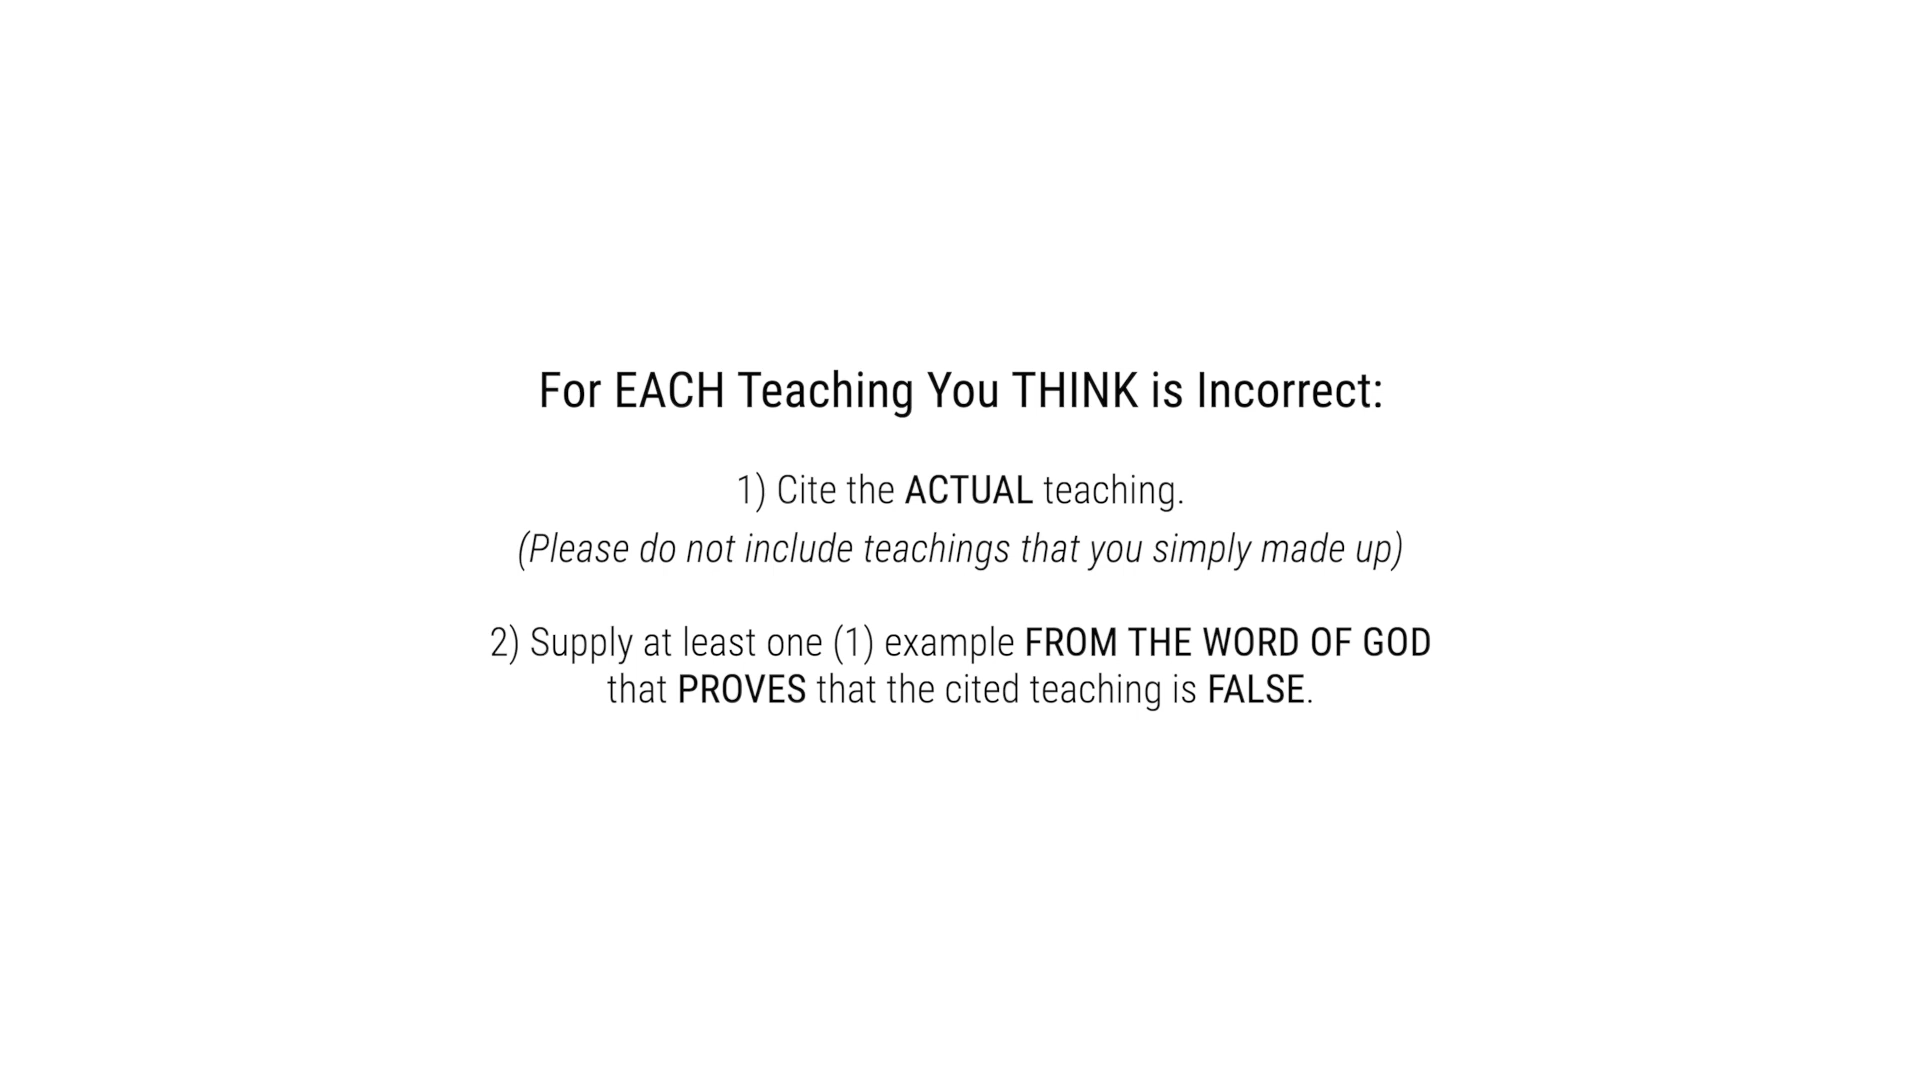 For EACH Teaching You THINK is Incorrect:
1) Cite the ACTUAL teaching.
(Please do not include teachings that you simply made up)
2) Supply at least one (1) example FROM THE WORD OF GOD
that PROVES that the cited teaching is FALSE.